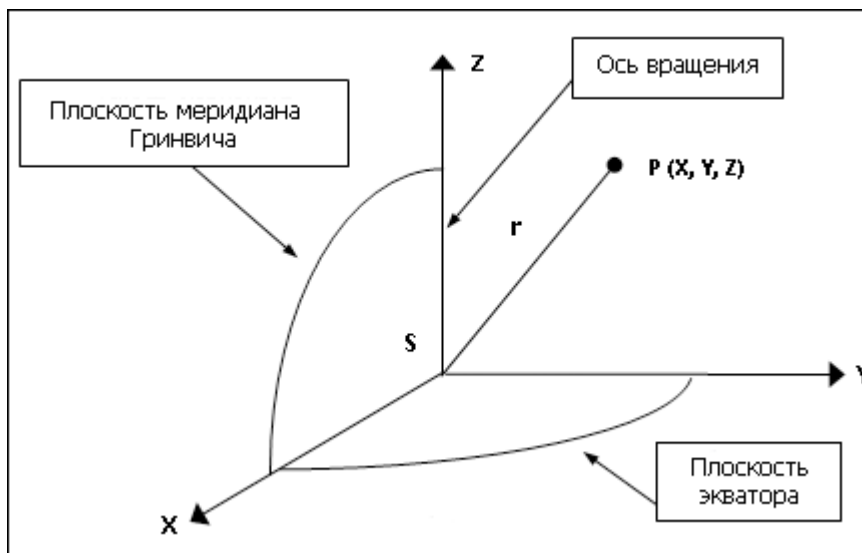 Z
Ось вращения
Плоскость меридиана
Гринвича
P (X, Y, Z)
r
S
Y
Плоскость
экватора
X